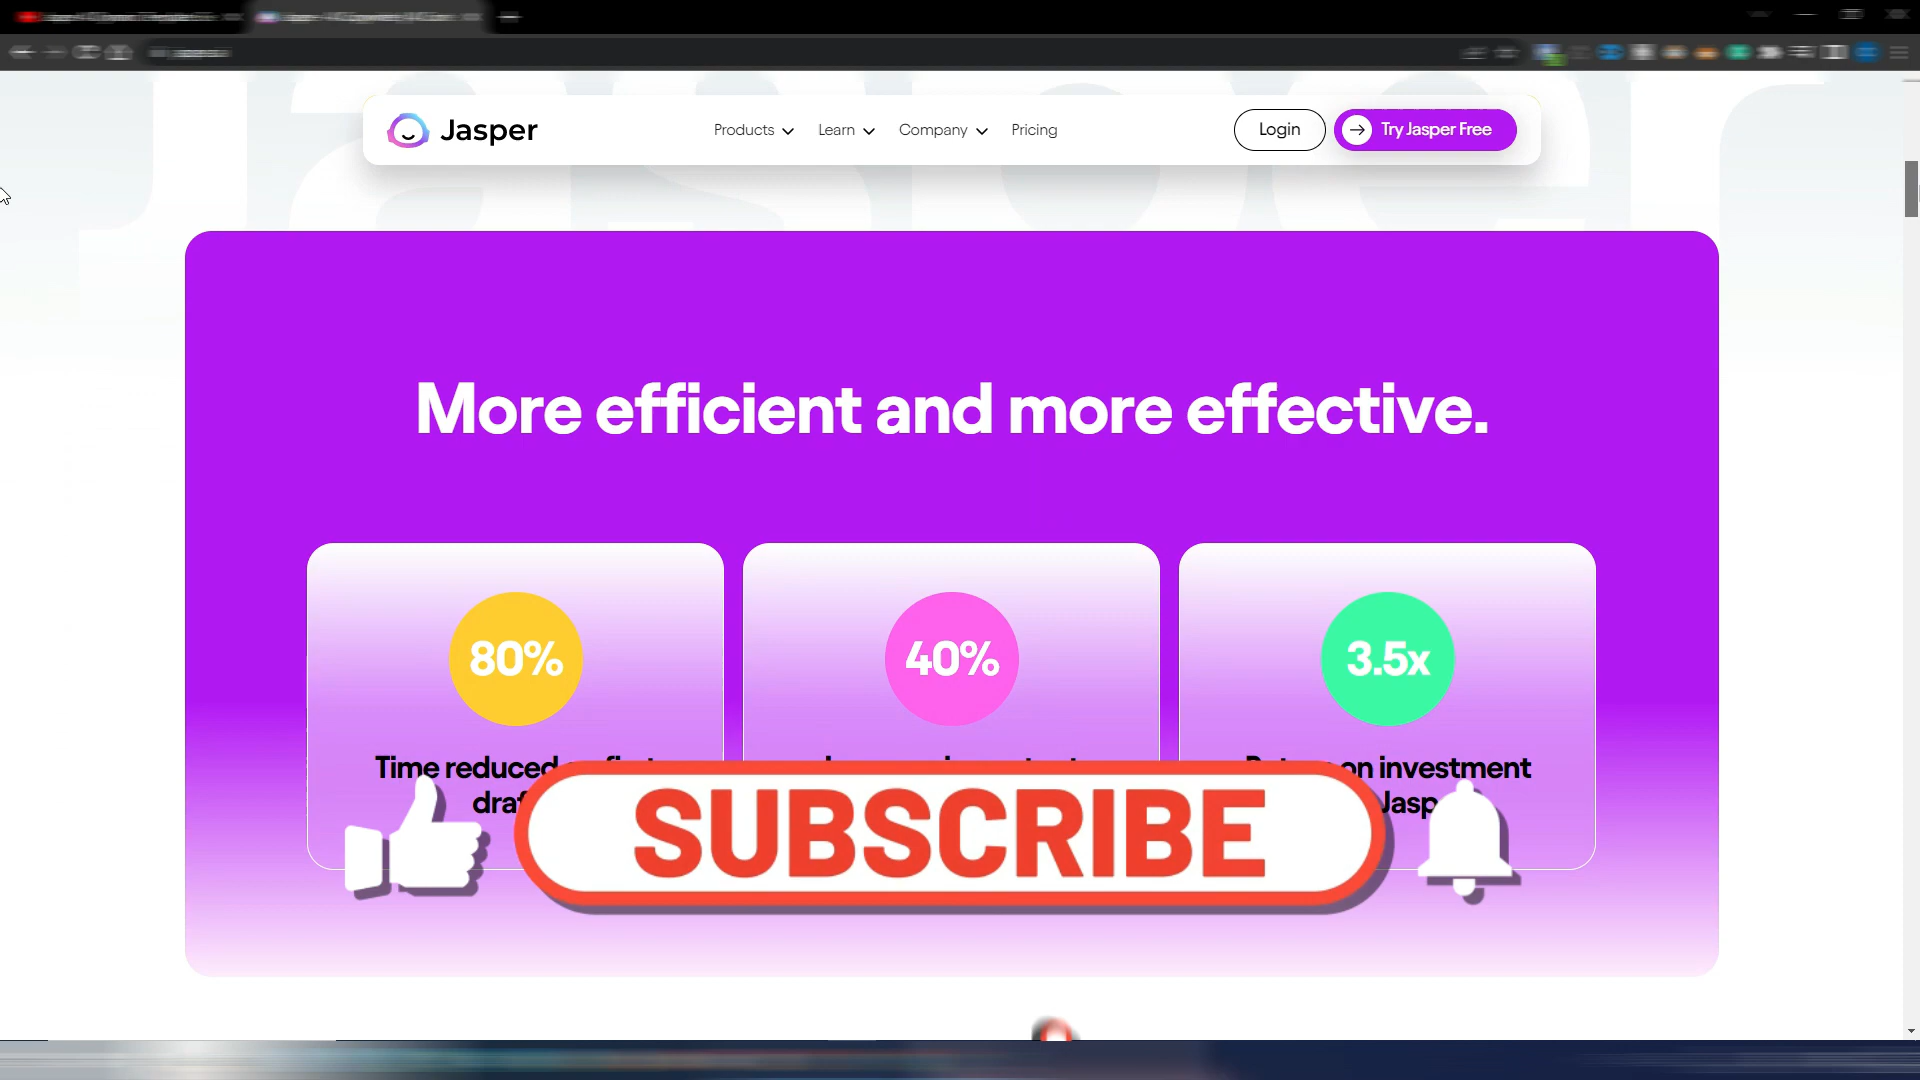 Jasper
Products
Learn
Company
Pricing
Login
Try Jasper Free
More efficient and more effective.
80%
40%
3.5x
Time reduced
on investment
SUBSCRIBE